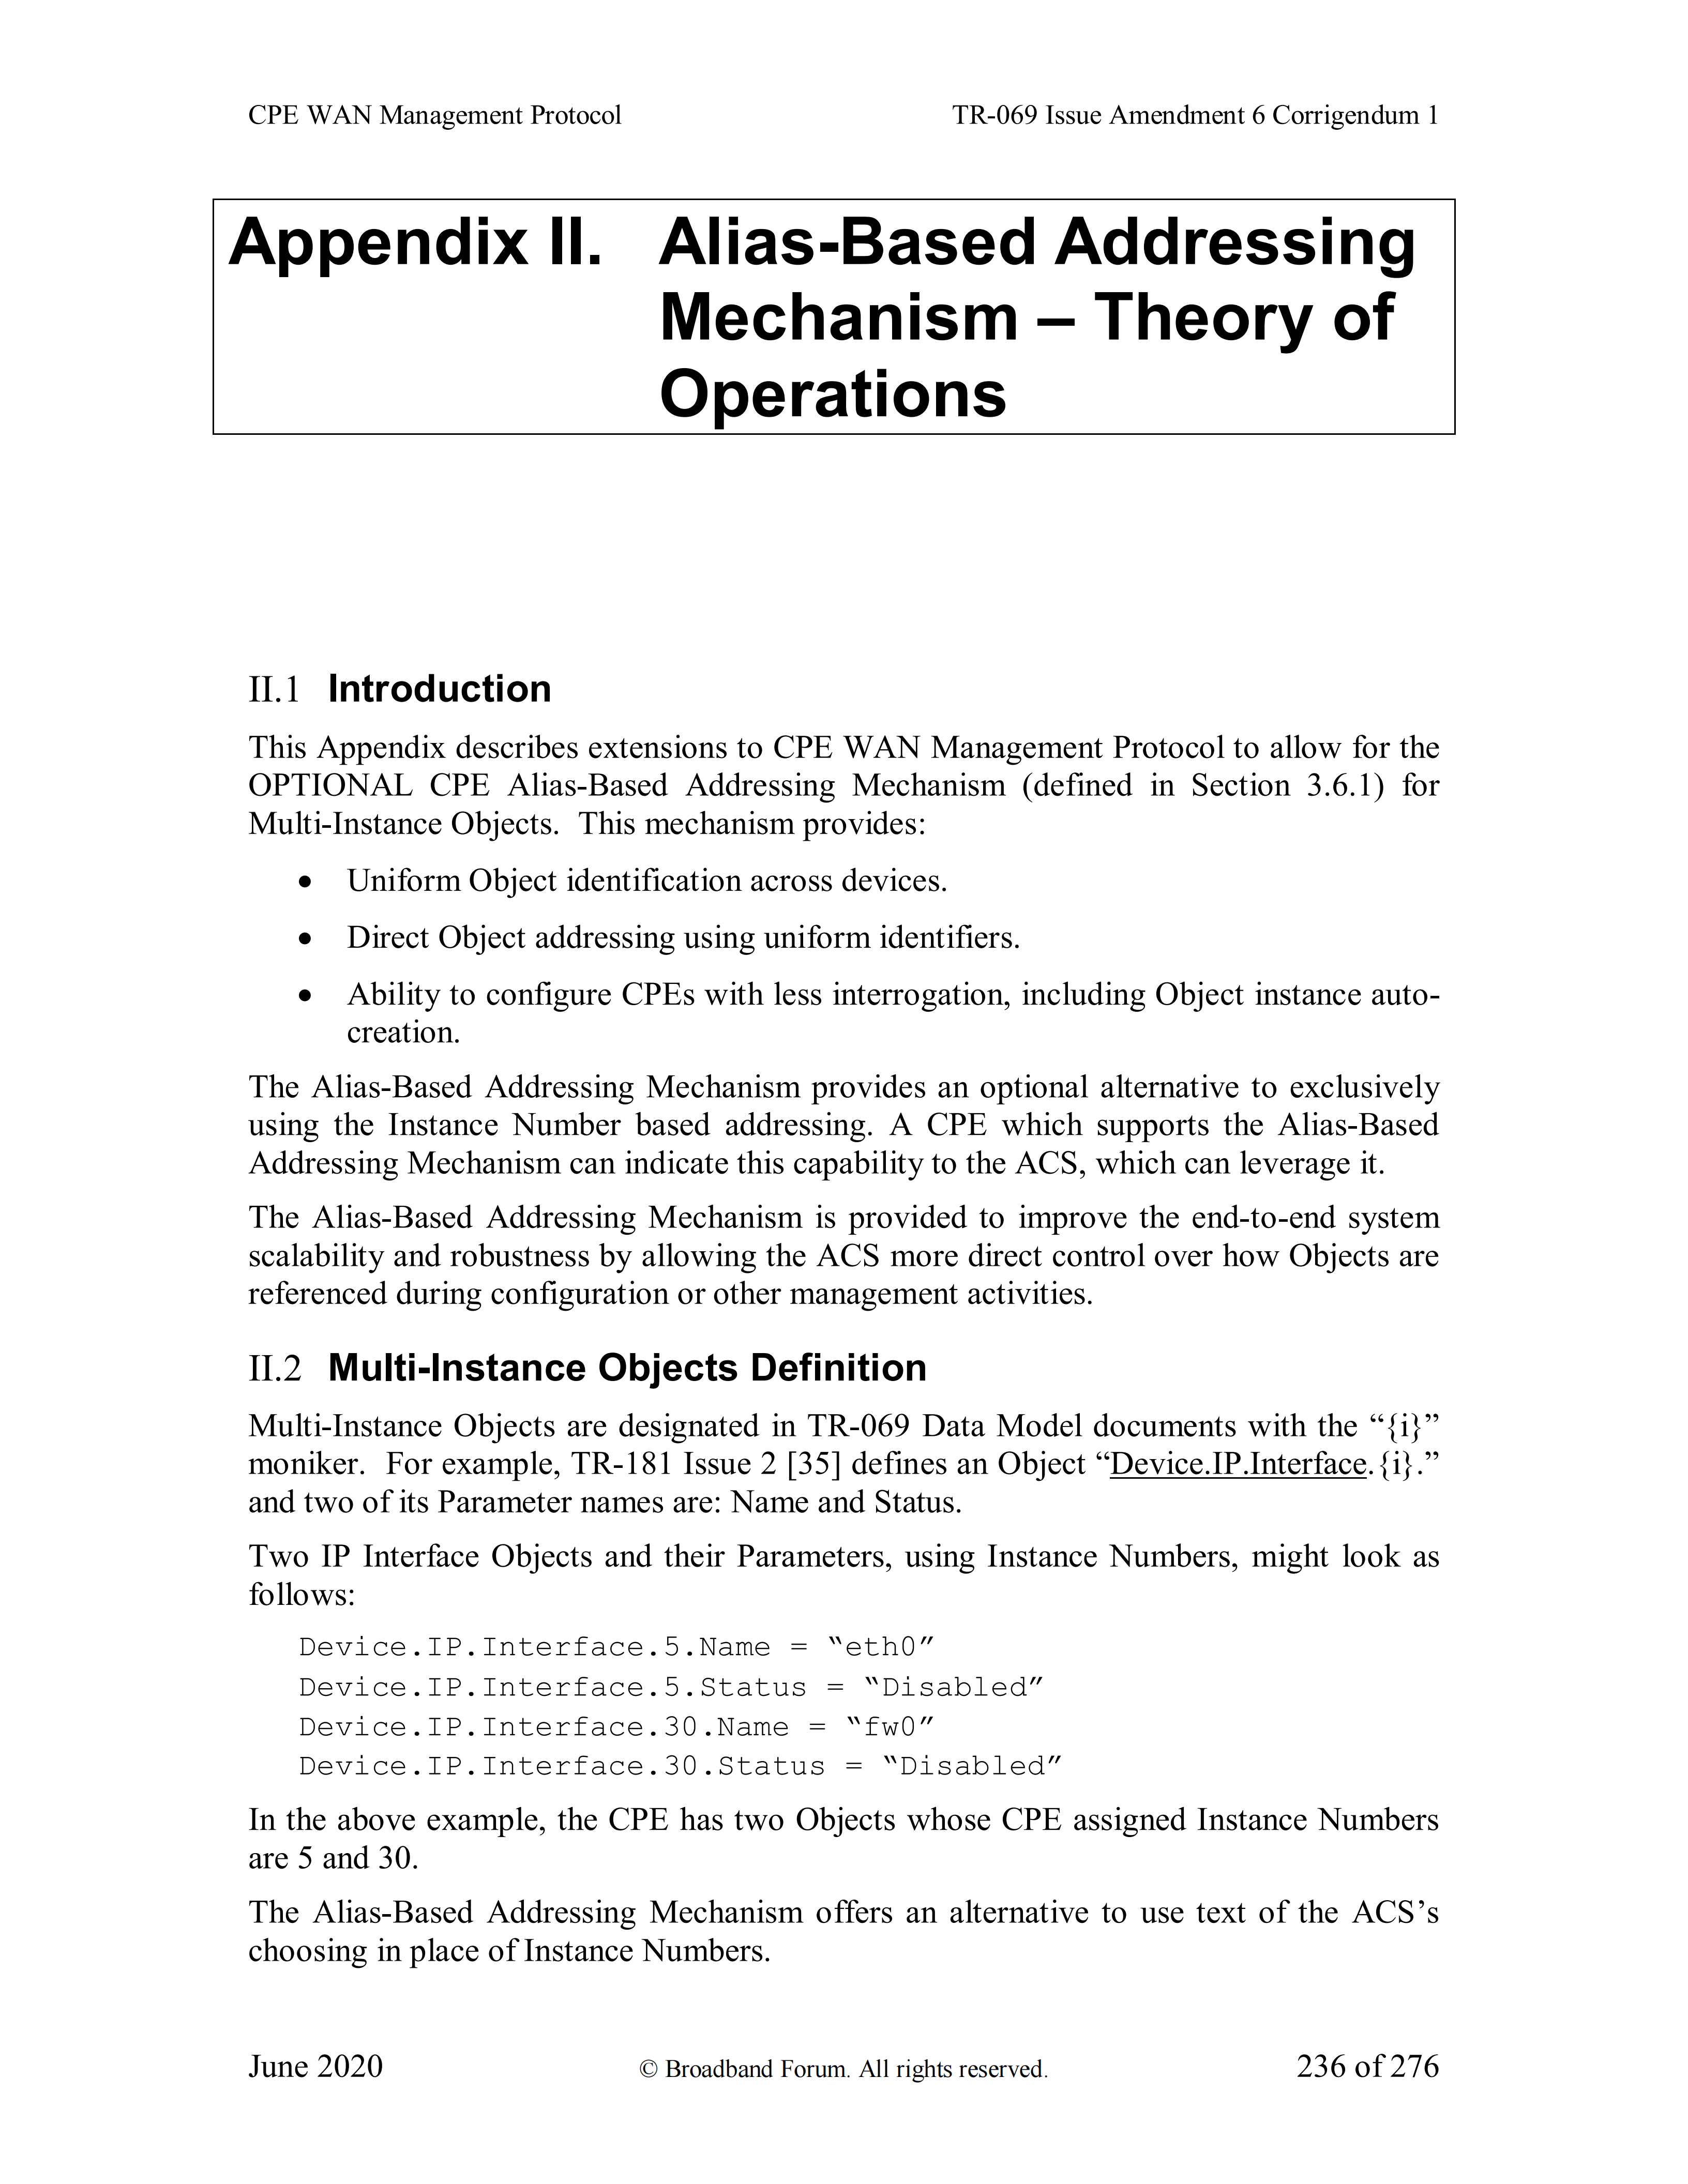 CPE WAN Management Protocol TR-069 Issue Amendment 6 Corrigendum 1
Appendix II. Alias-Based Addressing
Mechanism – Theory of
Operations
II.1 Introduction
This Appendix describes extensions to CPE WAN Management Protocol to allow for the
OPTIONAL CPE Alias-Based Addressing Mechanism (defined in Section 3.6.1) for
Multi-Instance Objects.  This mechanism provides:
• Uniform Object identification across devices.
• Direct Object addressing using uniform identifiers.
• Ability to configure CPEs with less interrogation, including Object instance auto-
creation.
The Alias-Based Addressing Mechanism provides an optional alternative to exclusively
using the Instance Number based addressing. A CPE which supports the Alias-Based
Addressing Mechanism can indicate this capability to the ACS, which can leverage it.
The Alias-Based Addressing Mechanism is provided to improve the end-to-end system
scalability and robustness by allowing the ACS more direct control over how Objects are
referenced during configuration or other management activities.
II.2 Multi-Instance Objects Definition
Multi-Instance Objects are designated in TR-069 Data Model documents with the “{i}”
moniker.  For example, TR-181 Issue 2 [35] defines an Object “Device.IP.Interface.{i}.”
and two of its Parameter names are: Name and Status.
Two IP Interface Objects and their Parameters, using Instance Numbers, might look as
follows:
Device.IP.Interface.5.Name = “eth0”
Device.IP.Interface.5.Status = “Disabled”
Device.IP.Interface.30.Name = “fw0”
Device.IP.Interface.30.Status = “Disabled”
In the above example, the CPE has two Objects whose CPE assigned Instance Numbers
are 5 and 30.
The Alias-Based Addressing Mechanism offers an alternative to use text of the ACS’s
choosing in place of Instance Numbers.
June 2020 © Broadband Forum. All rights reserved. 236 of 276